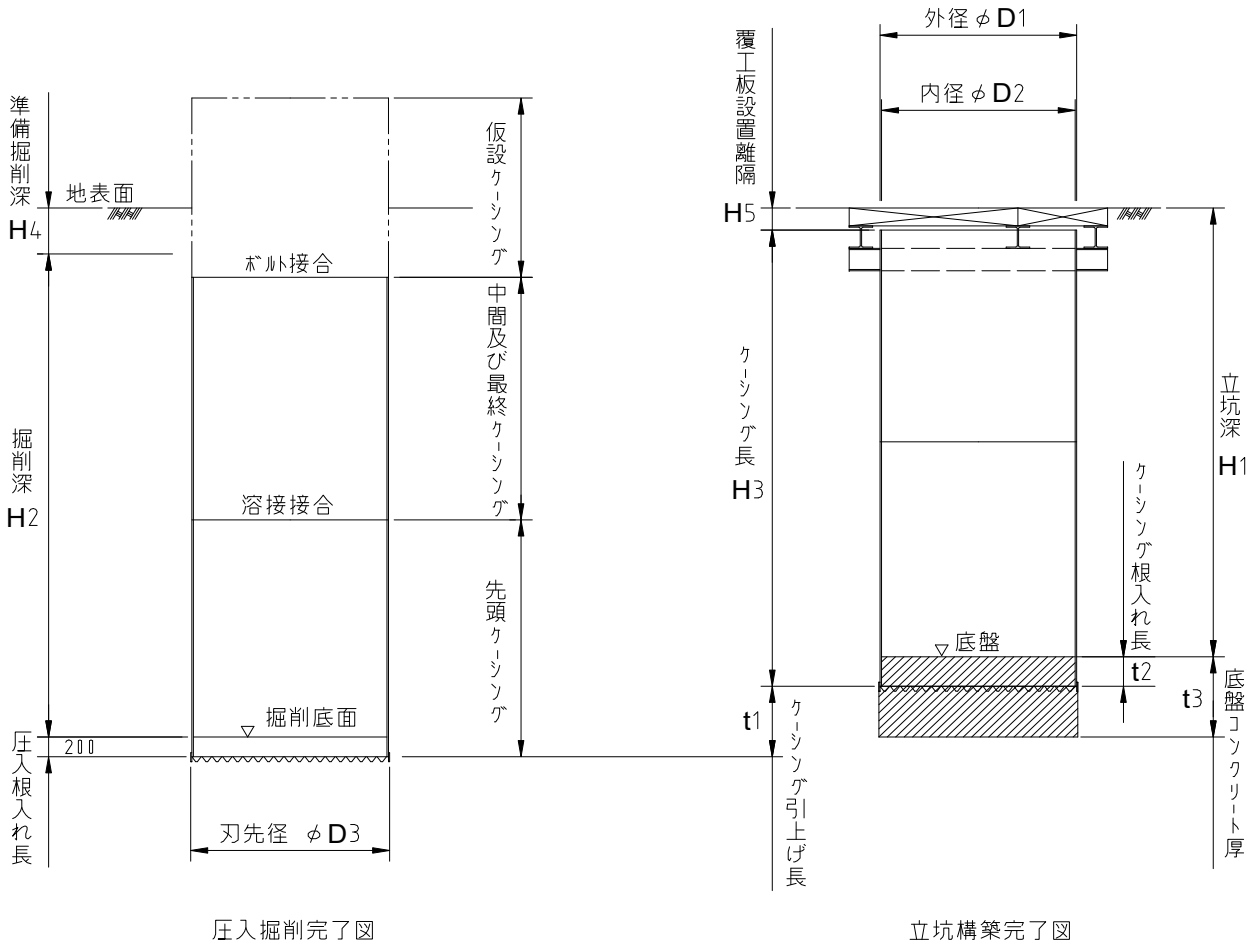 準備掘削深
H4
地表面
掘削深
H2
圧入根入れ長
200
ボルト接合
溶接接合
掘削底面
刃先径 φD3
仮設ケーシング
中間及び最終ケーシング
先頭ケーシング
圧入掘削完了図
外径φD1
内径φD2
覆工板設置離隔
H5
ケーシング長
H3
t1
ケーシング引上げ長
底盤
立坑深
H1
ケーシング根入れ長
t2
t3
底盤コンクリート厚
立坑構築完了図